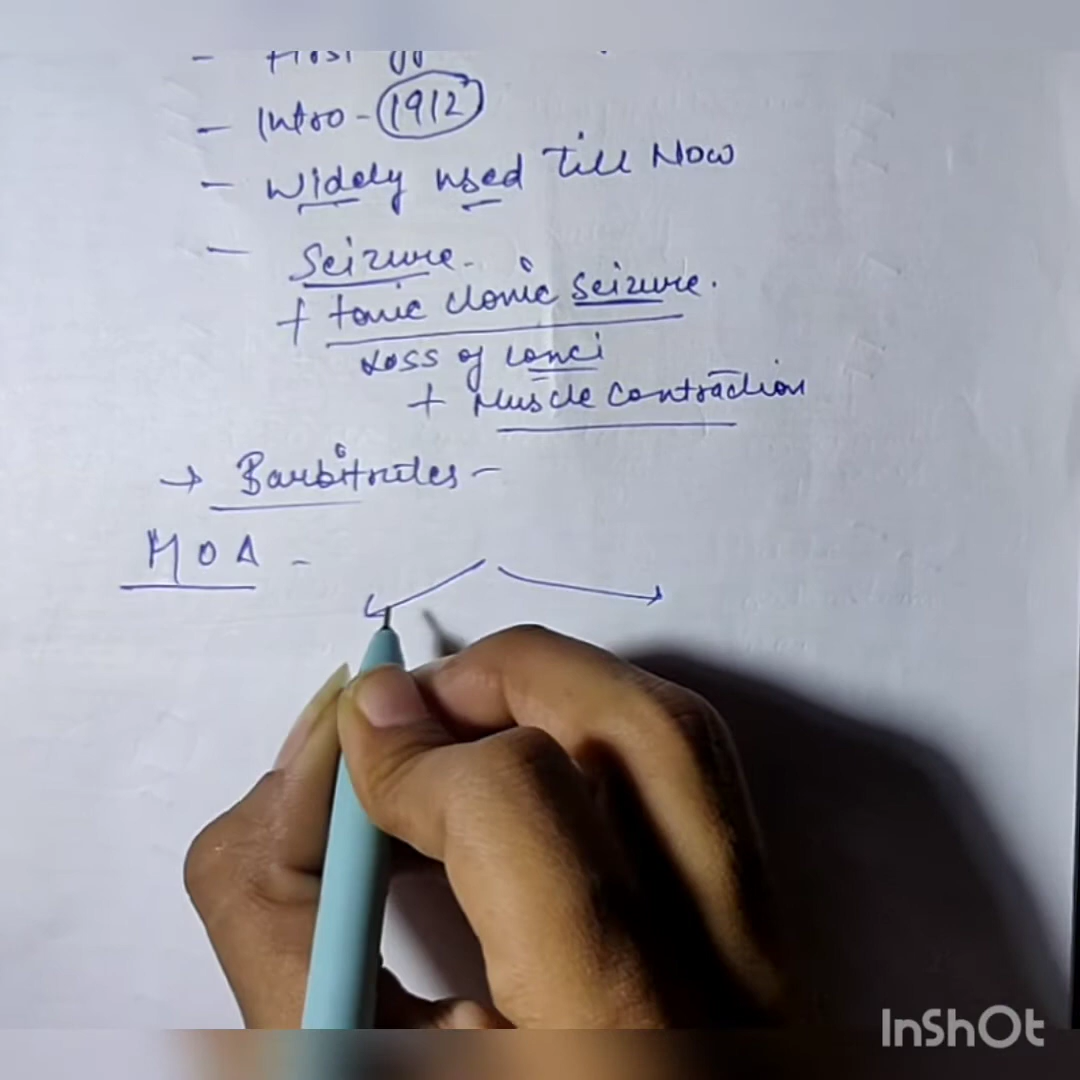 - Intro - 1912
- Widely used Till Now
- Seizure -
+ tonic clonic seizure.
Loss of Conci
+ Muscle Contraction
→ Barbitrates -
MOA -
InShOt